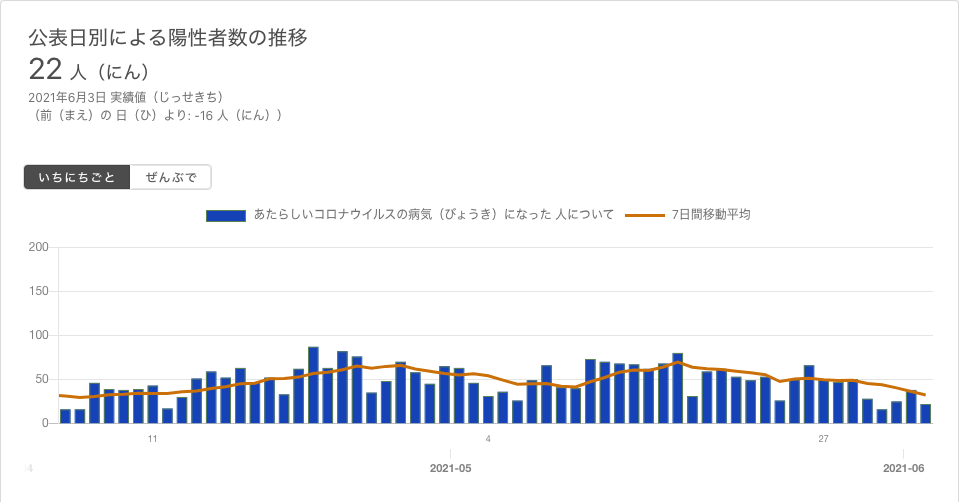 公表日別による陽性者数の推移
22 人（にん）
2021年6月3日 実績値（じっせきち）
（前（まえ）の 日（ひ）より: -16 人（にん））
いちにちごと ぜんぶで
あたらしいコロナウイルスの病気（びょうき）になった 人について 7日間移動平均
200
150
100
50
0
11 4 27
4 2021-05 2021-06